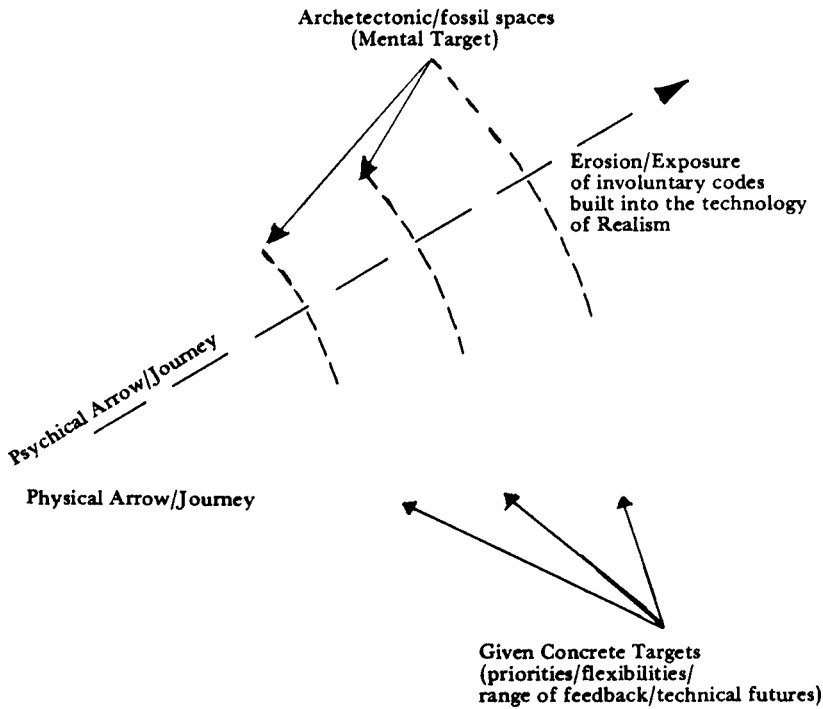 Archetectonic/fossil spaces
(Mental Target)
Erosion/Exposure
of involuntary codes
built into the technology
of Realism
Psychical Arrow/Journey
Physical Arrow/Journey
Given Concrete Targets
(priorities/flexibilities/
range of feedback/technical futures)